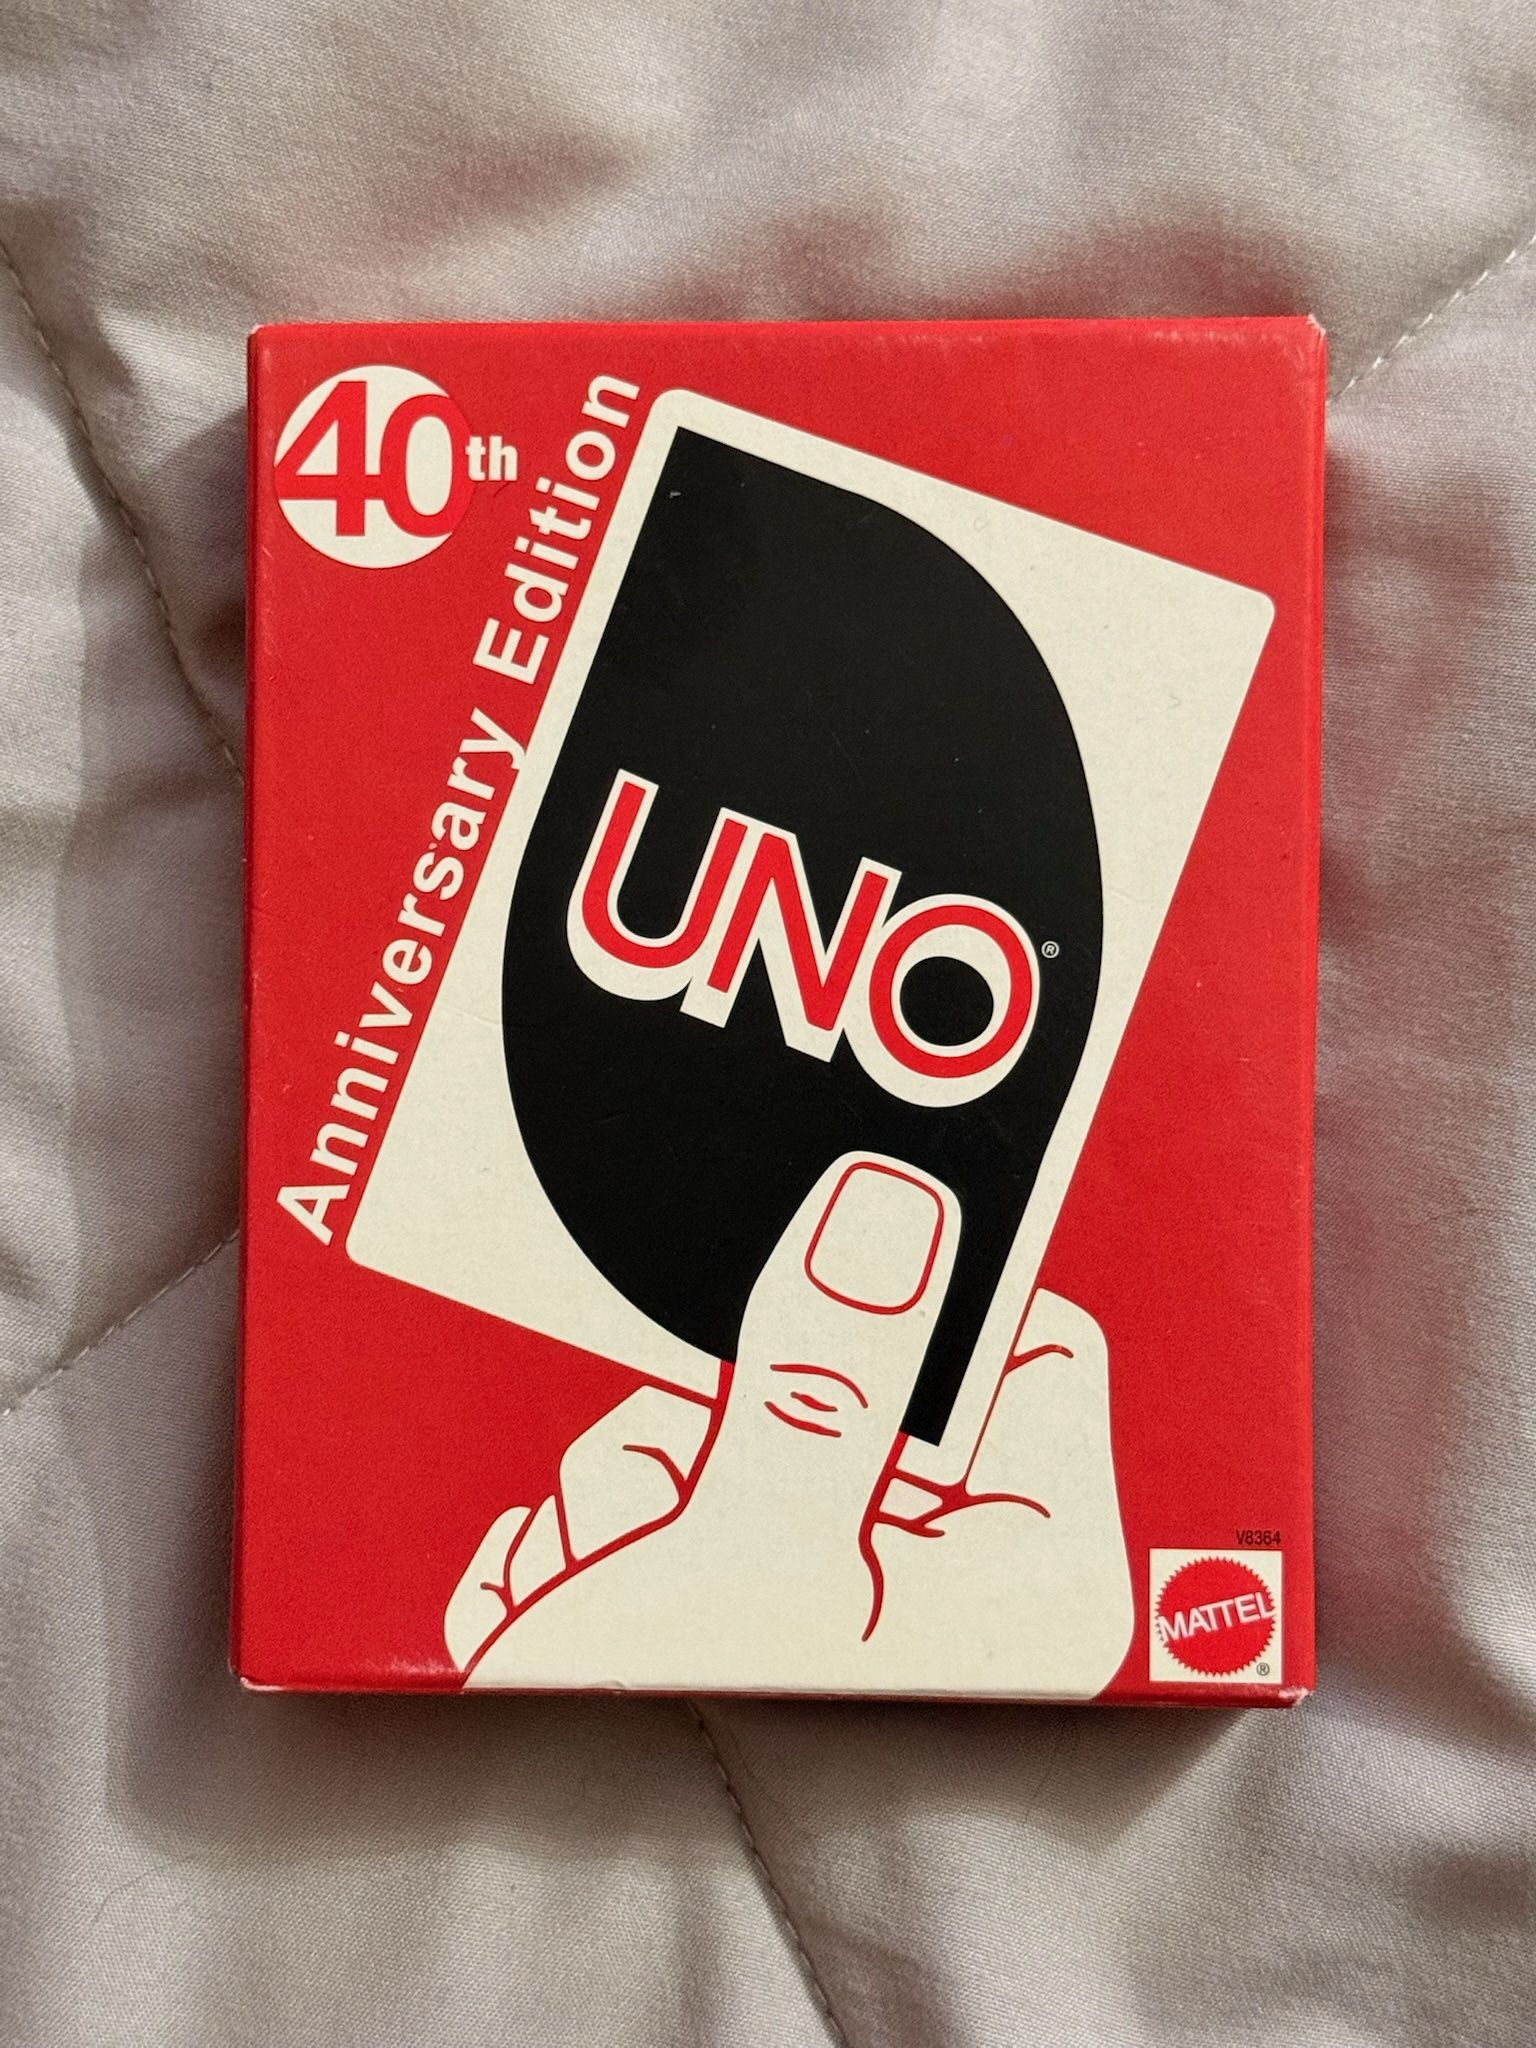 40th
Anniversary Edition
UNO®
V8364
MATTEL
®